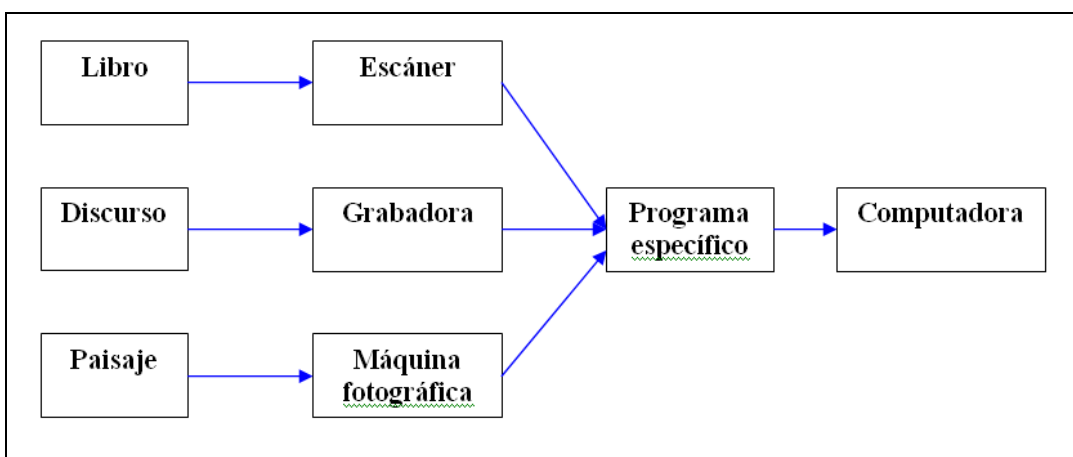 Libro
Escáner
Discurso
Grabadora
Programa
específico
Computadora
Paisaje
Máquina
fotográfica